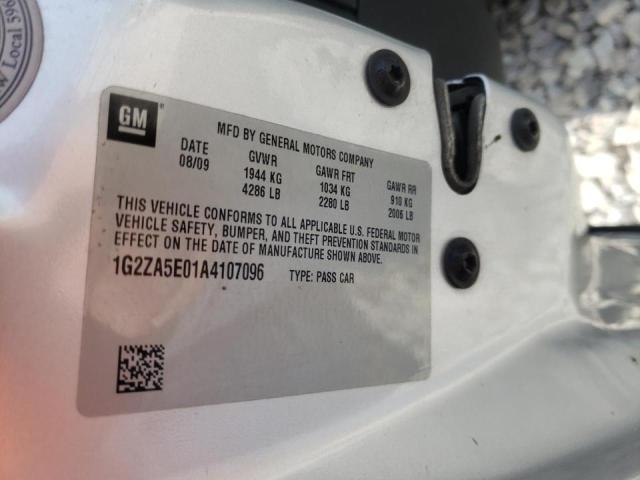 w Local 596
GM
MFD BY GENERAL MOTORS COMPANY
DATE GVWR GAWR FRT GAWR RR
08/09 1944 KG 1034 KG 910 KG
4286 LB 2280 LB 2006 LB
THIS VEHICLE CONFORMS TO ALL APPLICABLE U.S. FEDERAL MOTOR
VEHICLE SAFETY, BUMPER, AND THEFT PREVENTION STANDARDS IN
EFFECT ON THE DATE OF MANUFACTURE SHOWN ABOVE.
1G2ZA5E01A4107096 TYPE: PASS CAR